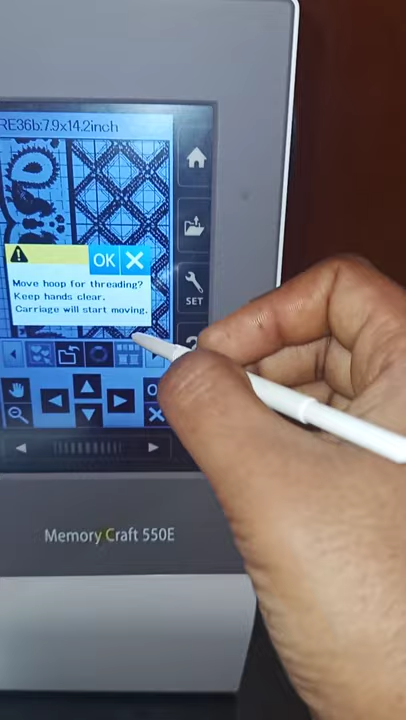 RE36b:7.9x14.2inch
OK
Move hoop for threading?
Keep hands clear.
Carriage will start moving.
SET
Memory Craft 550E